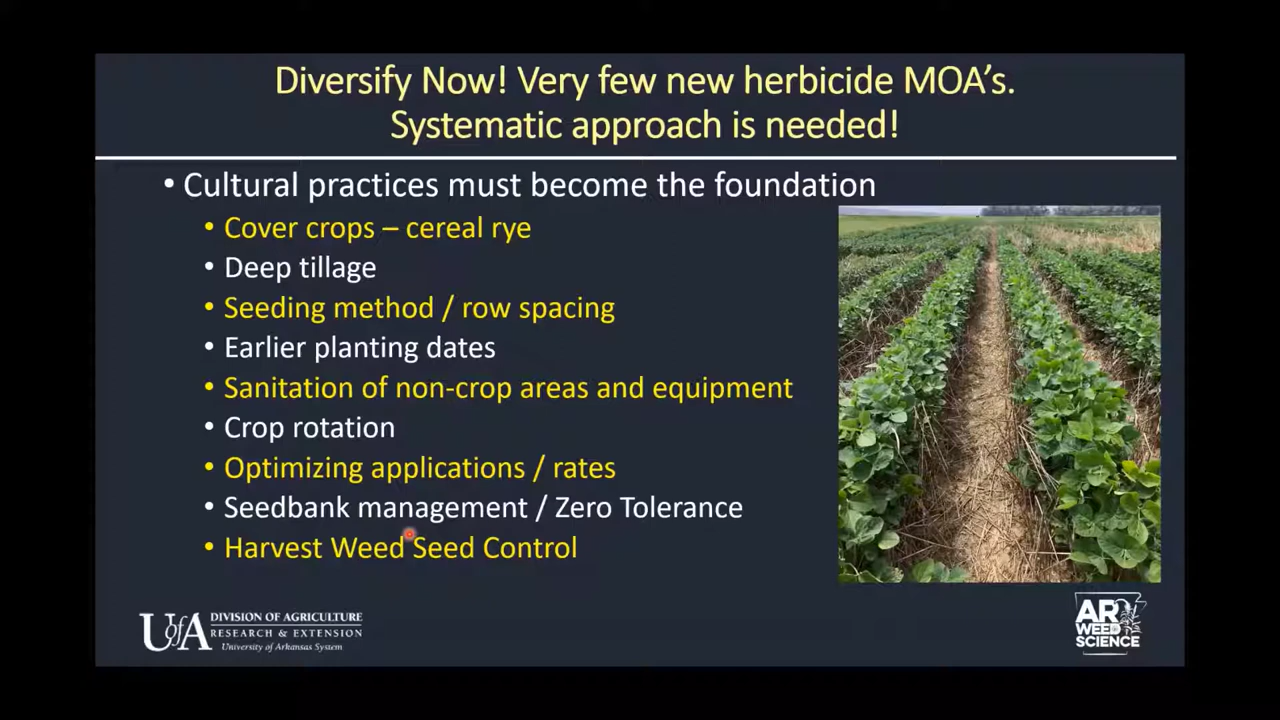 Diversify Now! Very few new herbicide MOA's.
Systematic approach is needed!
• Cultural practices must become the foundation
• Cover crops – cereal rye
• Deep tillage
• Seeding method / row spacing
• Earlier planting dates
• Sanitation of non-crop areas and equipment
• Crop rotation
• Optimizing applications / rates
• Seedbank management / Zero Tolerance
• Harvest Weed Seed Control
UofA
DIVISION OF AGRICULTURE
RESEARCH & EXTENSION
University of Arkansas System
AR
WEED
SCIENCE